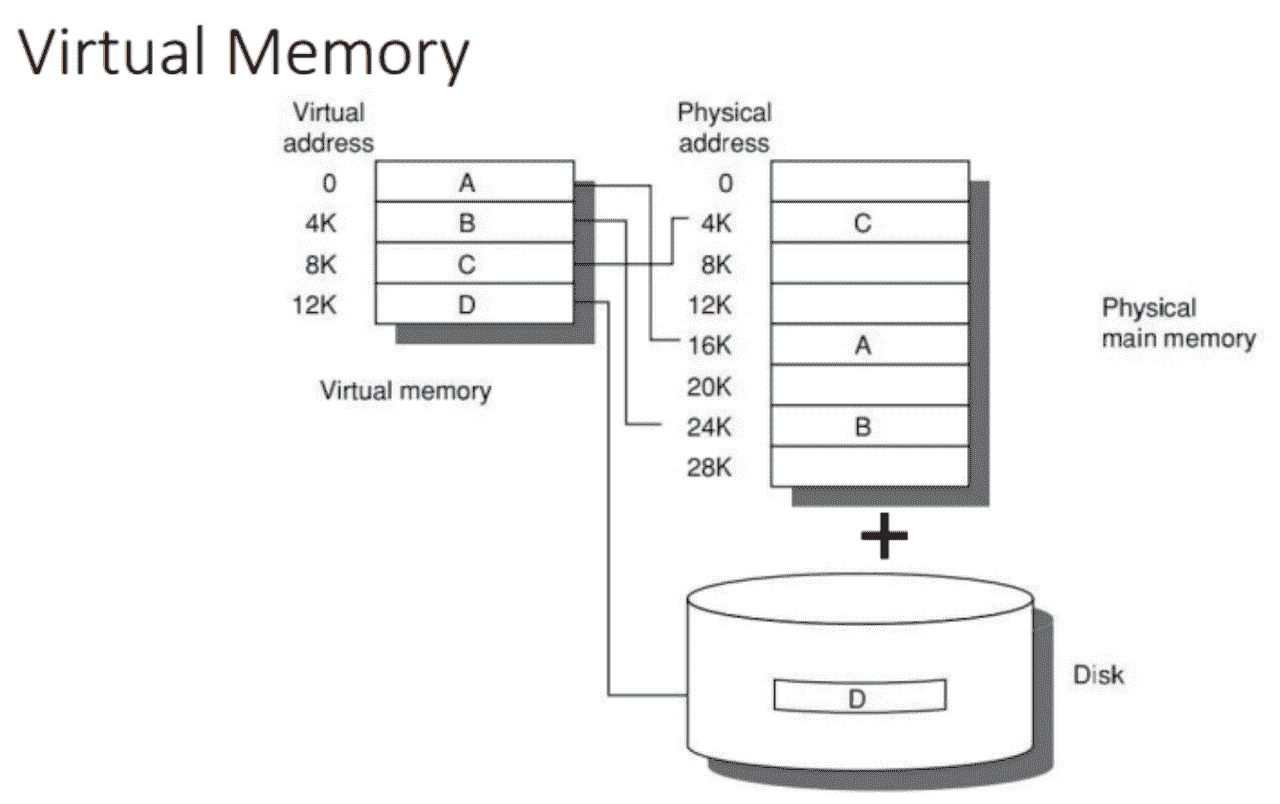 Virtual Memory
Virtual
address
0
4K
8K
12K
A
B
C
D
Virtual memory
Physical
address
0
4K
8K
12K
16K
20K
24K
28K
C
A
B
Physical
main memory
+
D
Disk